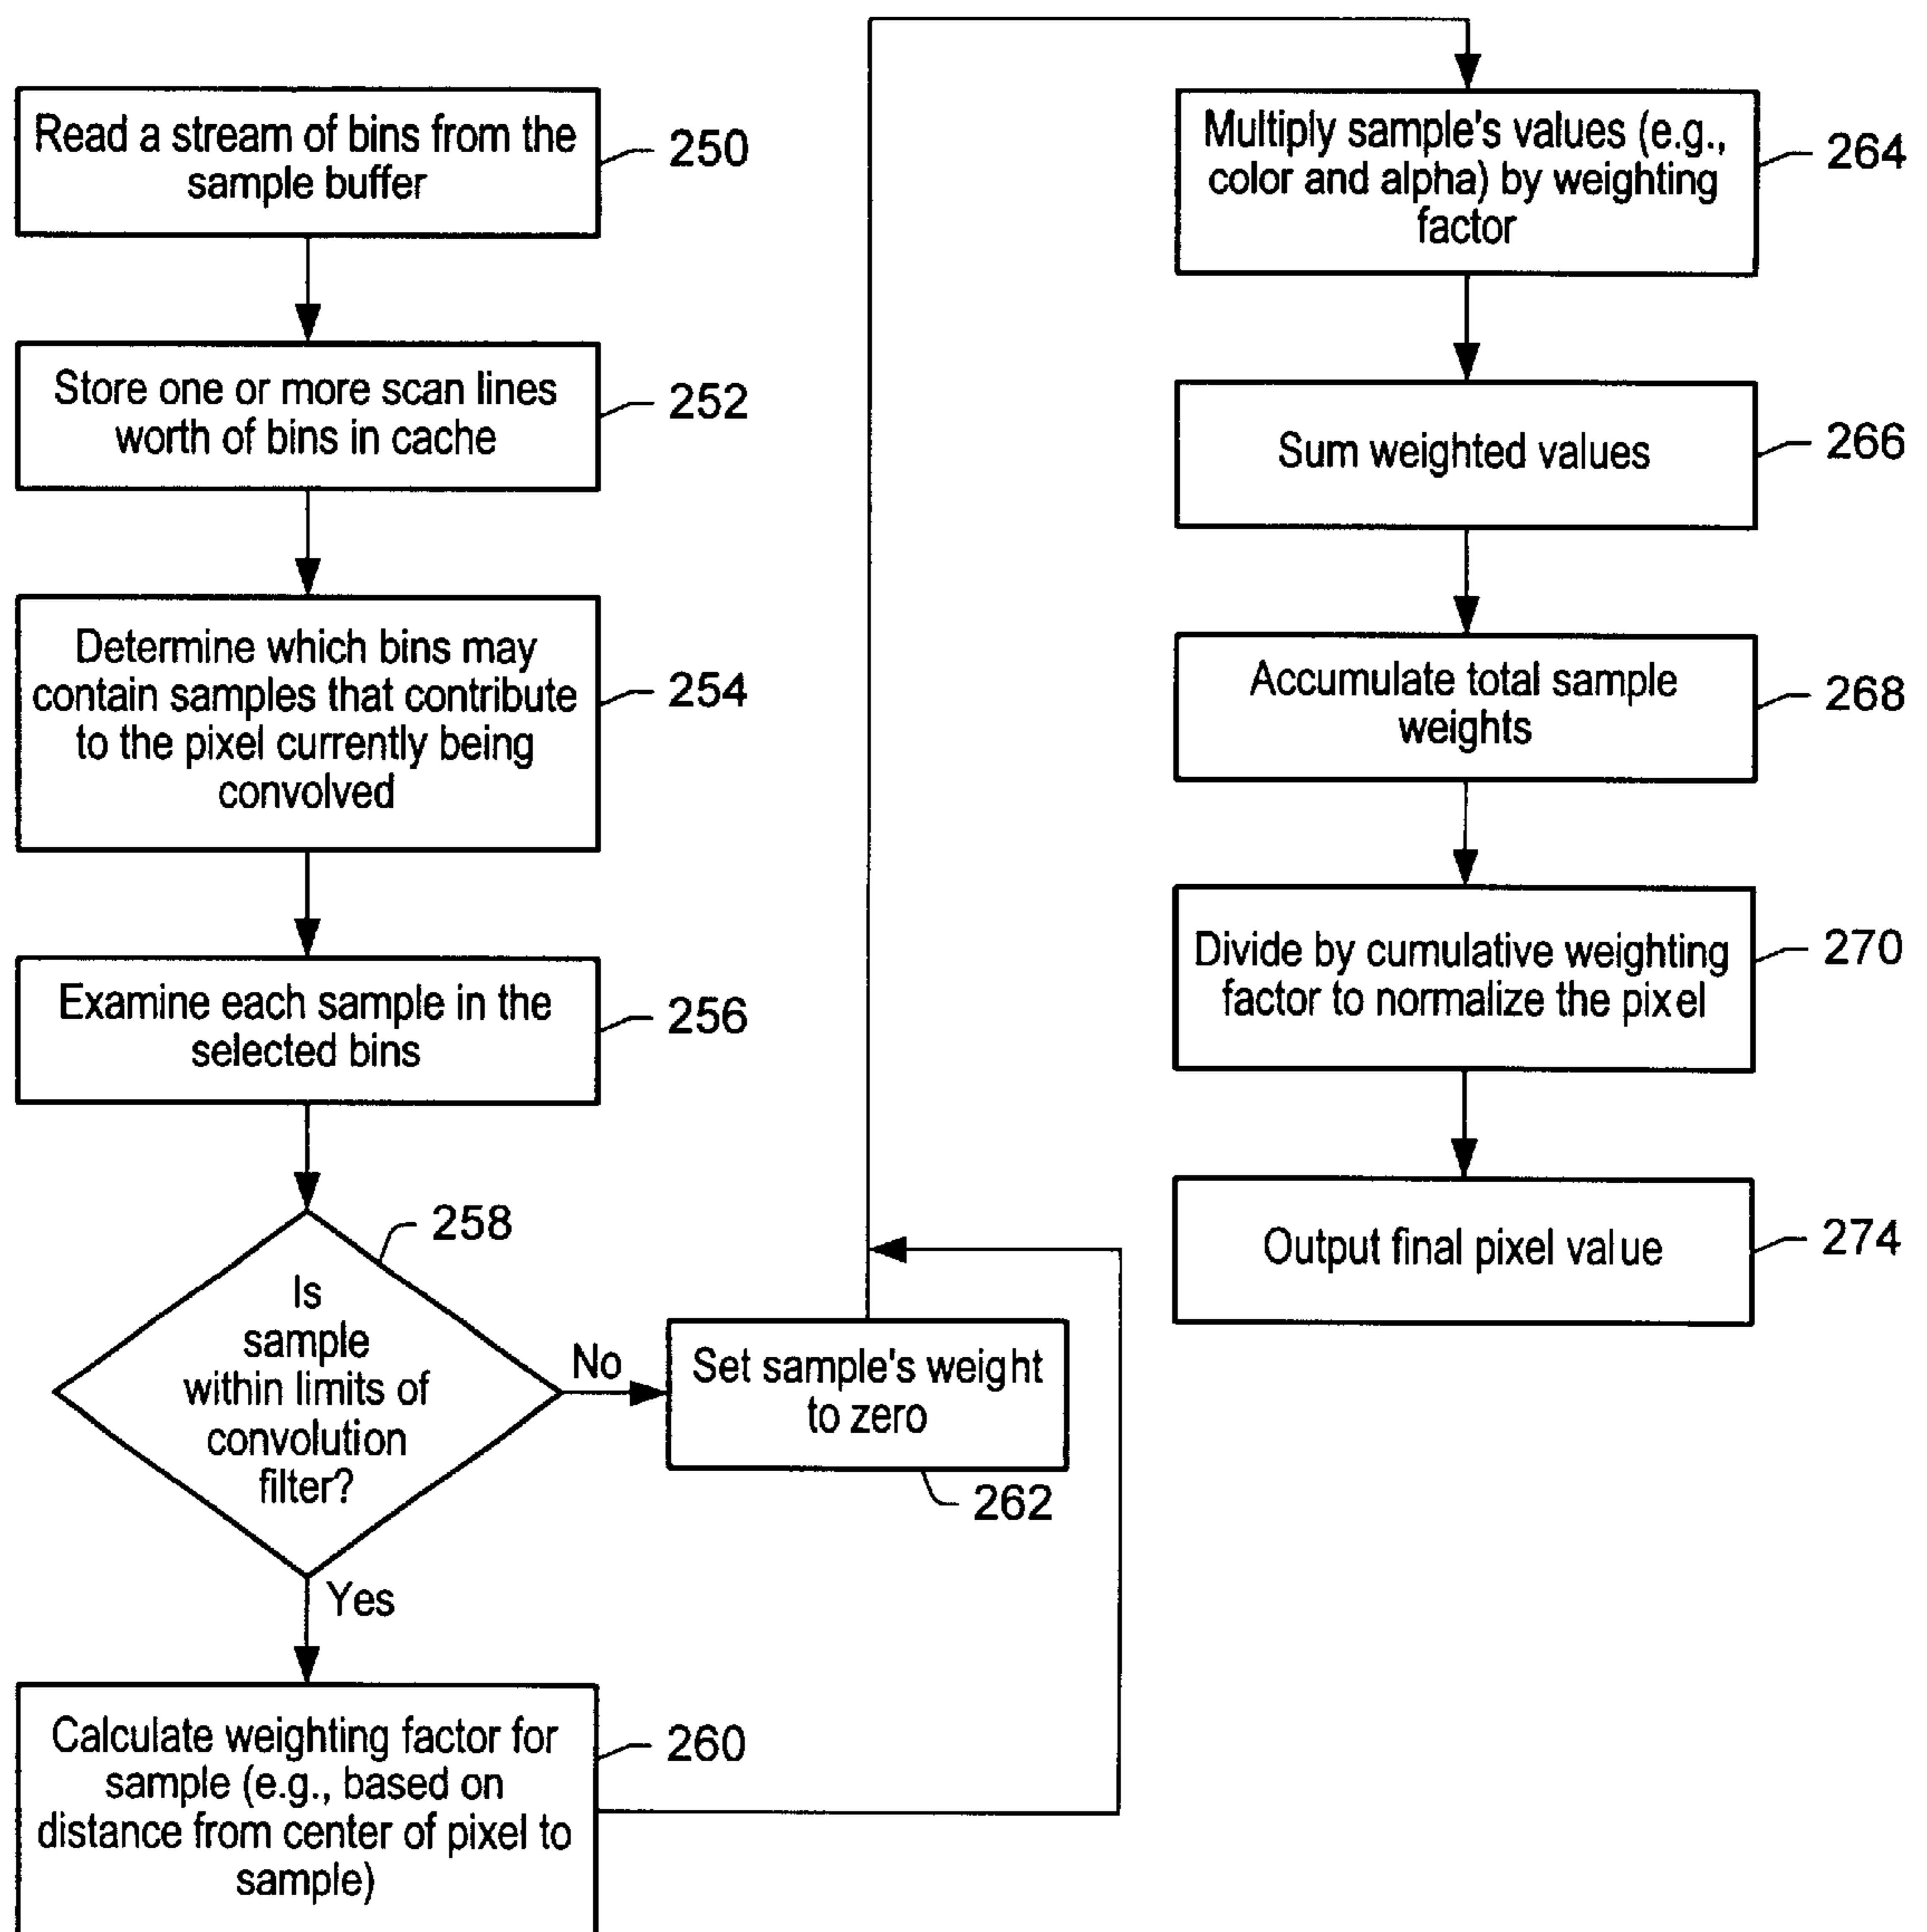 Read a stream of bins from the
sample buffer
250
Store one or more scan lines
worth of bins in cache
252
Determine which bins may
contain samples that contribute
to the pixel currently being
convolved
254
Examine each sample in the
selected bins
256
258
Is
sample
within limits of
convolution
filter?
No
Set sample's weight
to zero
262
Yes
Calculate weighting factor for
sample (e.g., based on
distance from center of pixel to
sample)
260
Multiply sample's values (e.g.,
color and alpha) by weighting
factor
264
Sum weighted values
266
Accumulate total sample
weights
268
Divide by cumulative weighting
factor to normalize the pixel
270
Output final pixel value
274